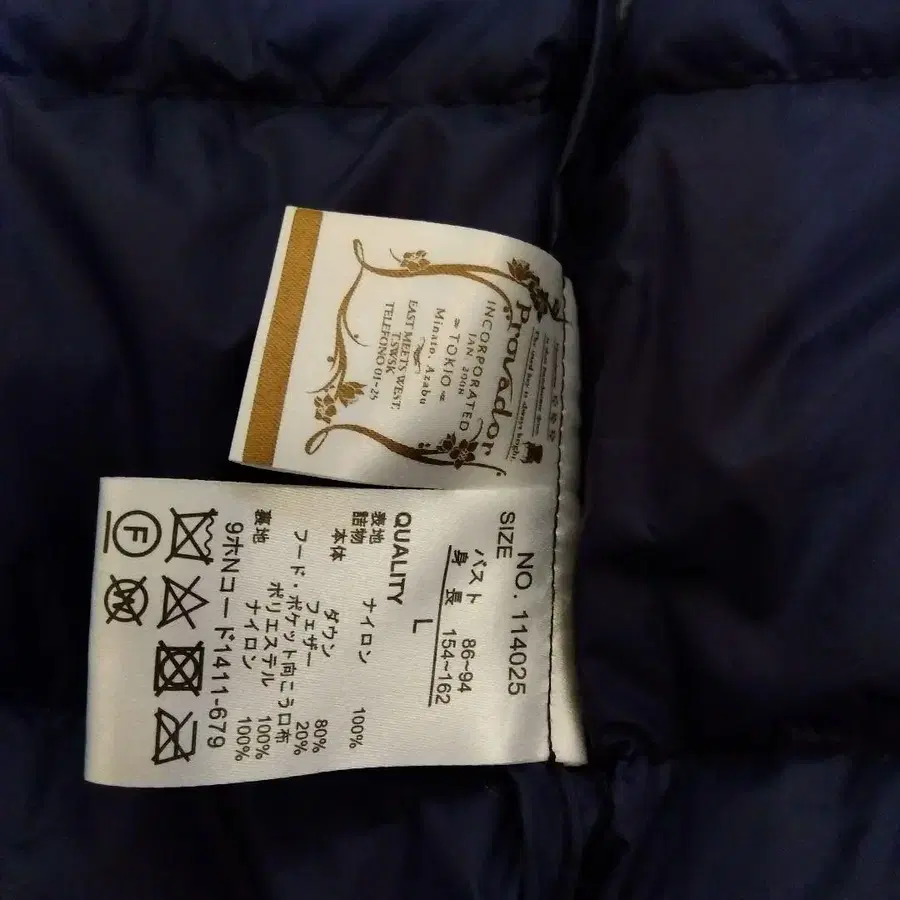 Provador
INCORPORATED
JAN. 2008
TOKIO
Minato, Azabu
EAST MEETS WEST.
T.SWSK
TELEFONO 01-25
NO. 114025
SIZE
バスト 86~94
身長 154~162
L
QUALITY
表地 ナイロン 100%
詰物
本体 ダウン 80%
フェザー 20%
フード・ポケット向こう口布
ポリエステル 100%
裏地 ナイロン 100%
9ホNコード1411-679
F
W